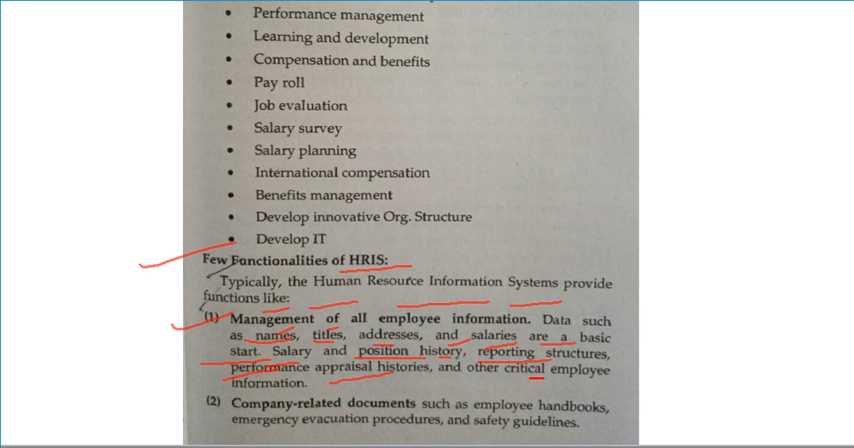 • Performance management
• Learning and development
• Compensation and benefits
• Pay roll
• Job evaluation
• Salary survey
• Salary planning
• International compensation
• Benefits management
• Develop innovative Org. Structure
• Develop IT
Few Functionalities of HRIS:
Typically, the Human Resource Information Systems provide
functions like:
(1) Management of all employee information. Data such
as names, titles, addresses, and salaries are a basic
start. Salary and position history, reporting structures,
performance appraisal histories, and other critical employee
information.
(2) Company-related documents such as employee handbooks,
emergency evacuation procedures, and safety guidelines.